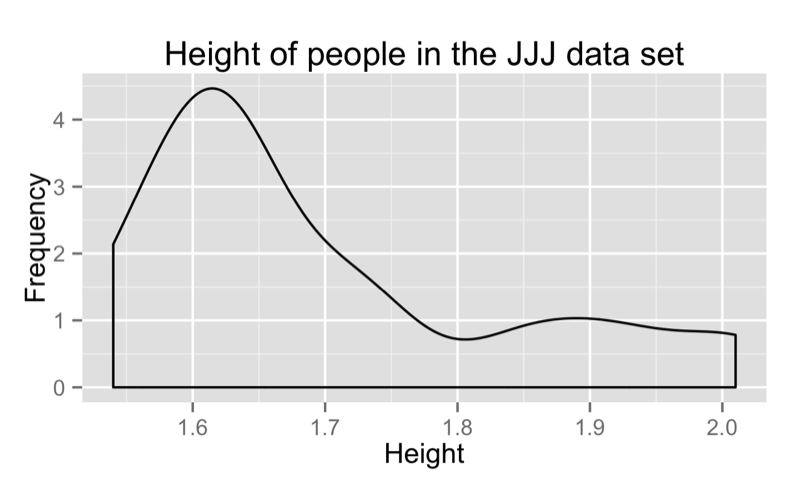 Height of people in the JJJ data set
Frequency
4
3
2
1
0
1.6 1.7 1.8 1.9 2.0
Height